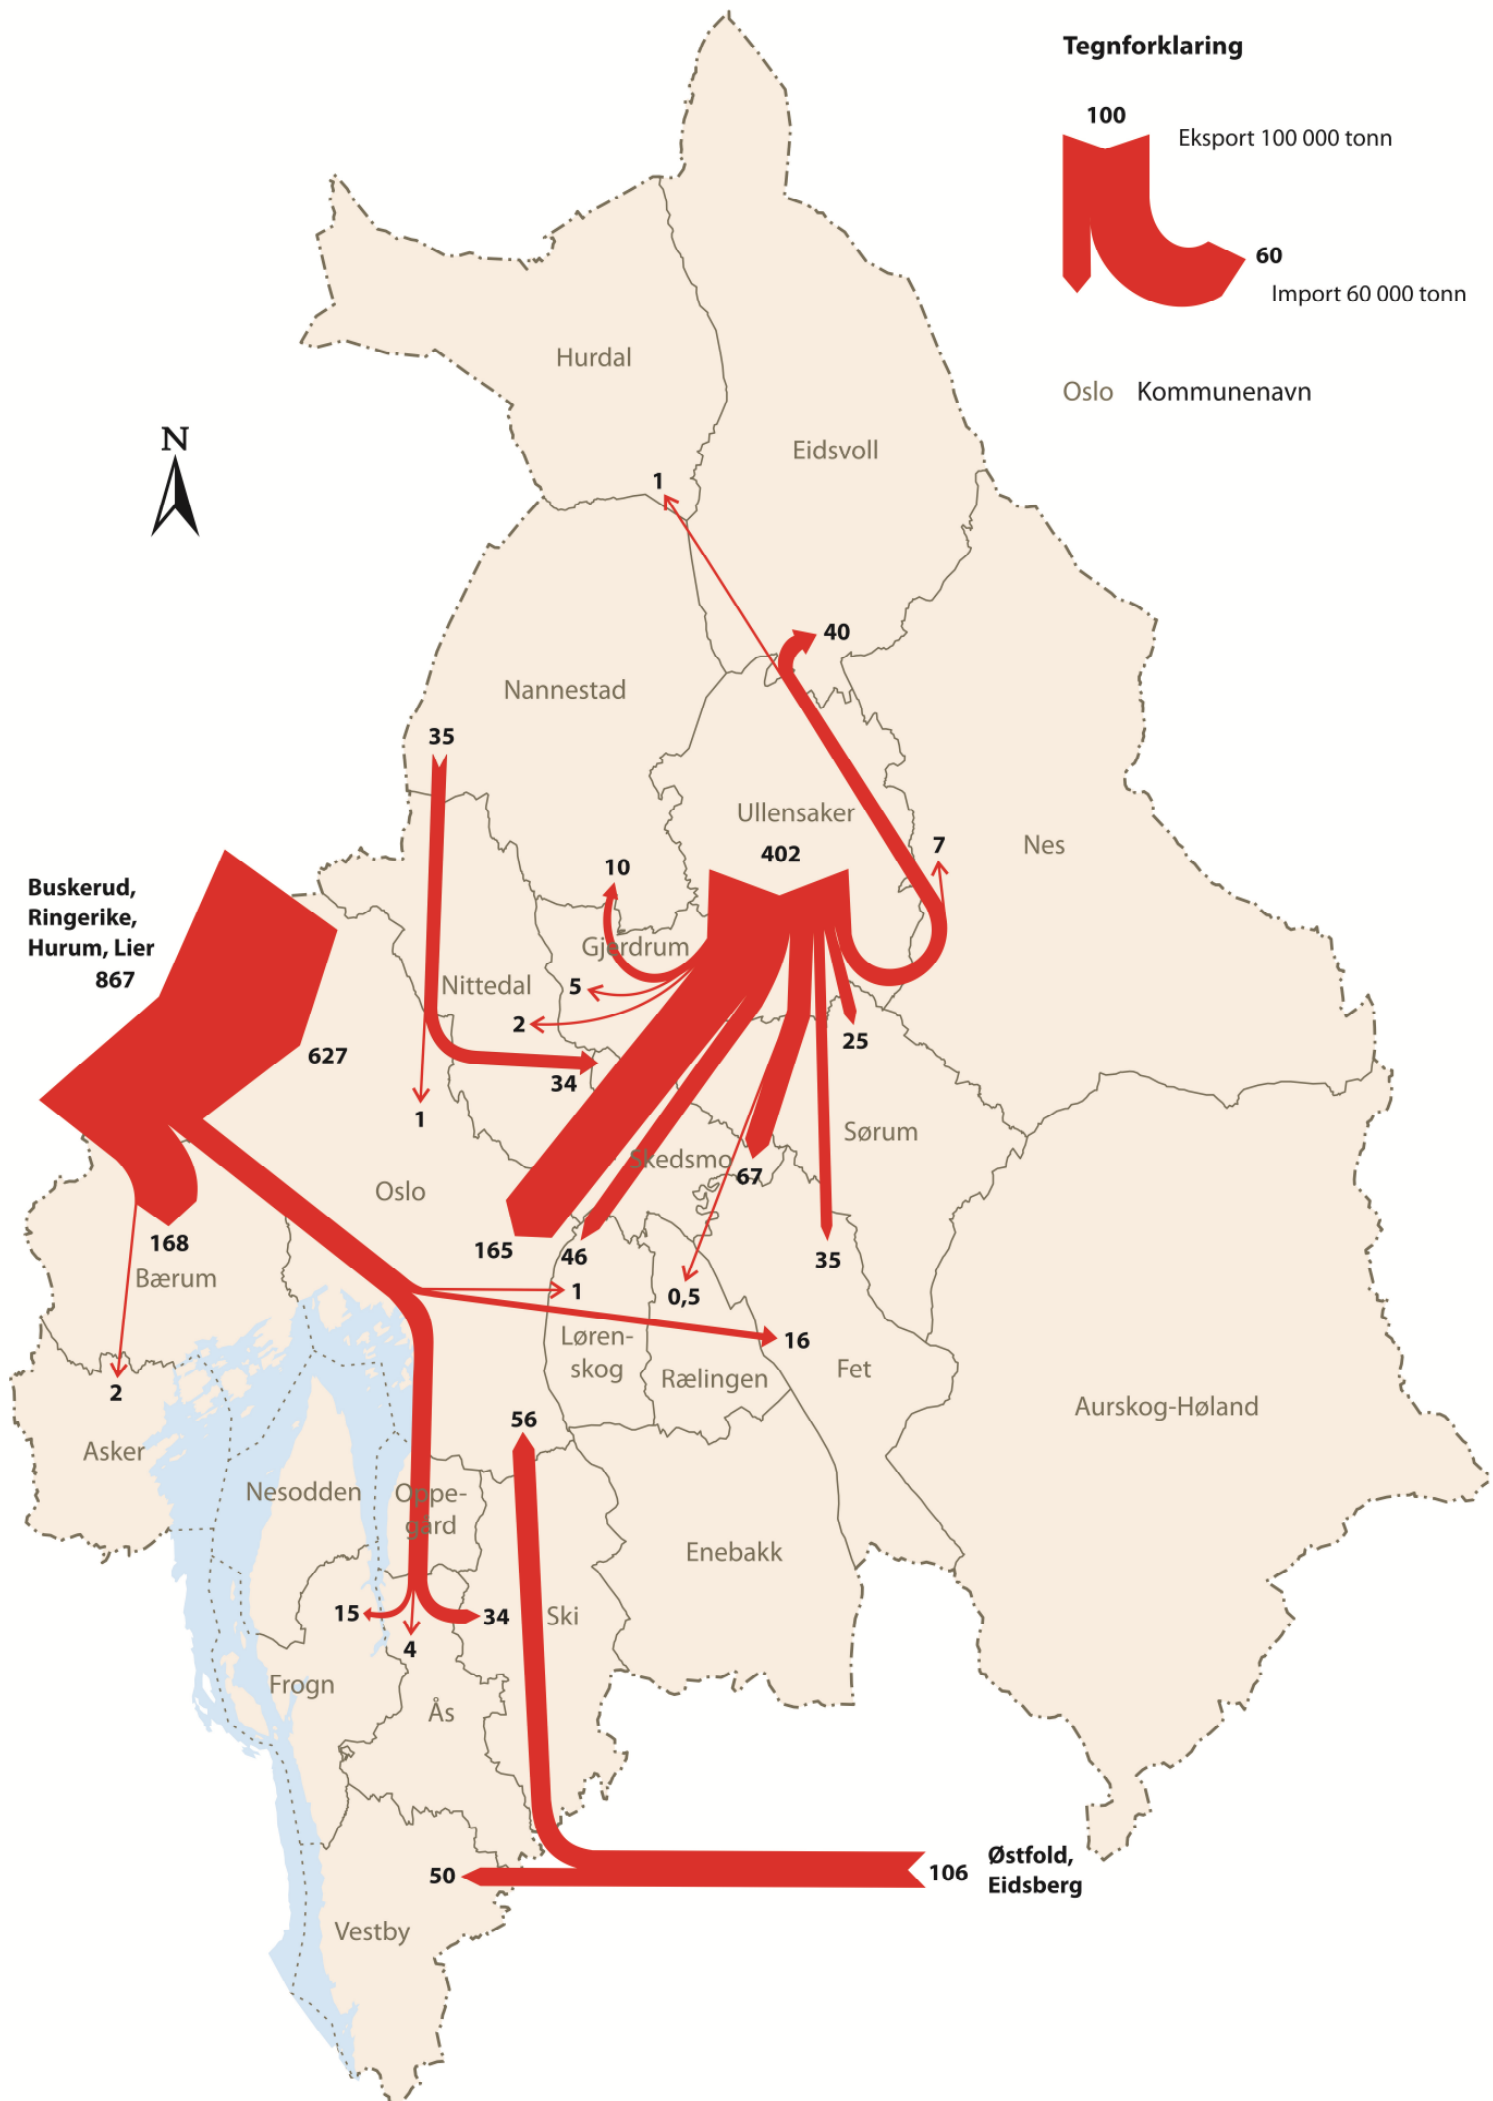 Tegnforklaring
100
Eksport 100 000 tonn
60
Import 60 000 tonn
Oslo Kommunenavn
N
Hurdal
Eidsvoll
1
40
Nannestad
35
Ullensaker
402
7
Nes
10
Buskerud,
Ringerike,
Hurum, Lier
867
Gjerdrum
Nittedal
5
2
25
627
34
1
Sørum
Skedsmo
67
Oslo
168
165
46
35
Bærum
1
0,5
Løren-
skog
16
Fet
Rælingen
2
56
Aurskog-Høland
Asker
Nesodden
Oppe-
gård
Enebakk
15
34
Ski
4
Frogn
Ås
50
106
Østfold,
Eidsberg
Vestby